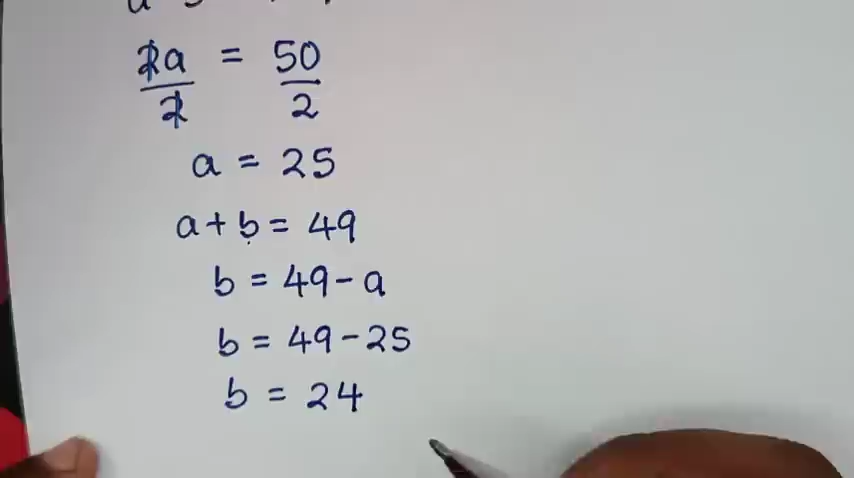 2a/2 = 50/2
a = 25
a + b = 49
b = 49 - a
b = 49 - 25
b = 24